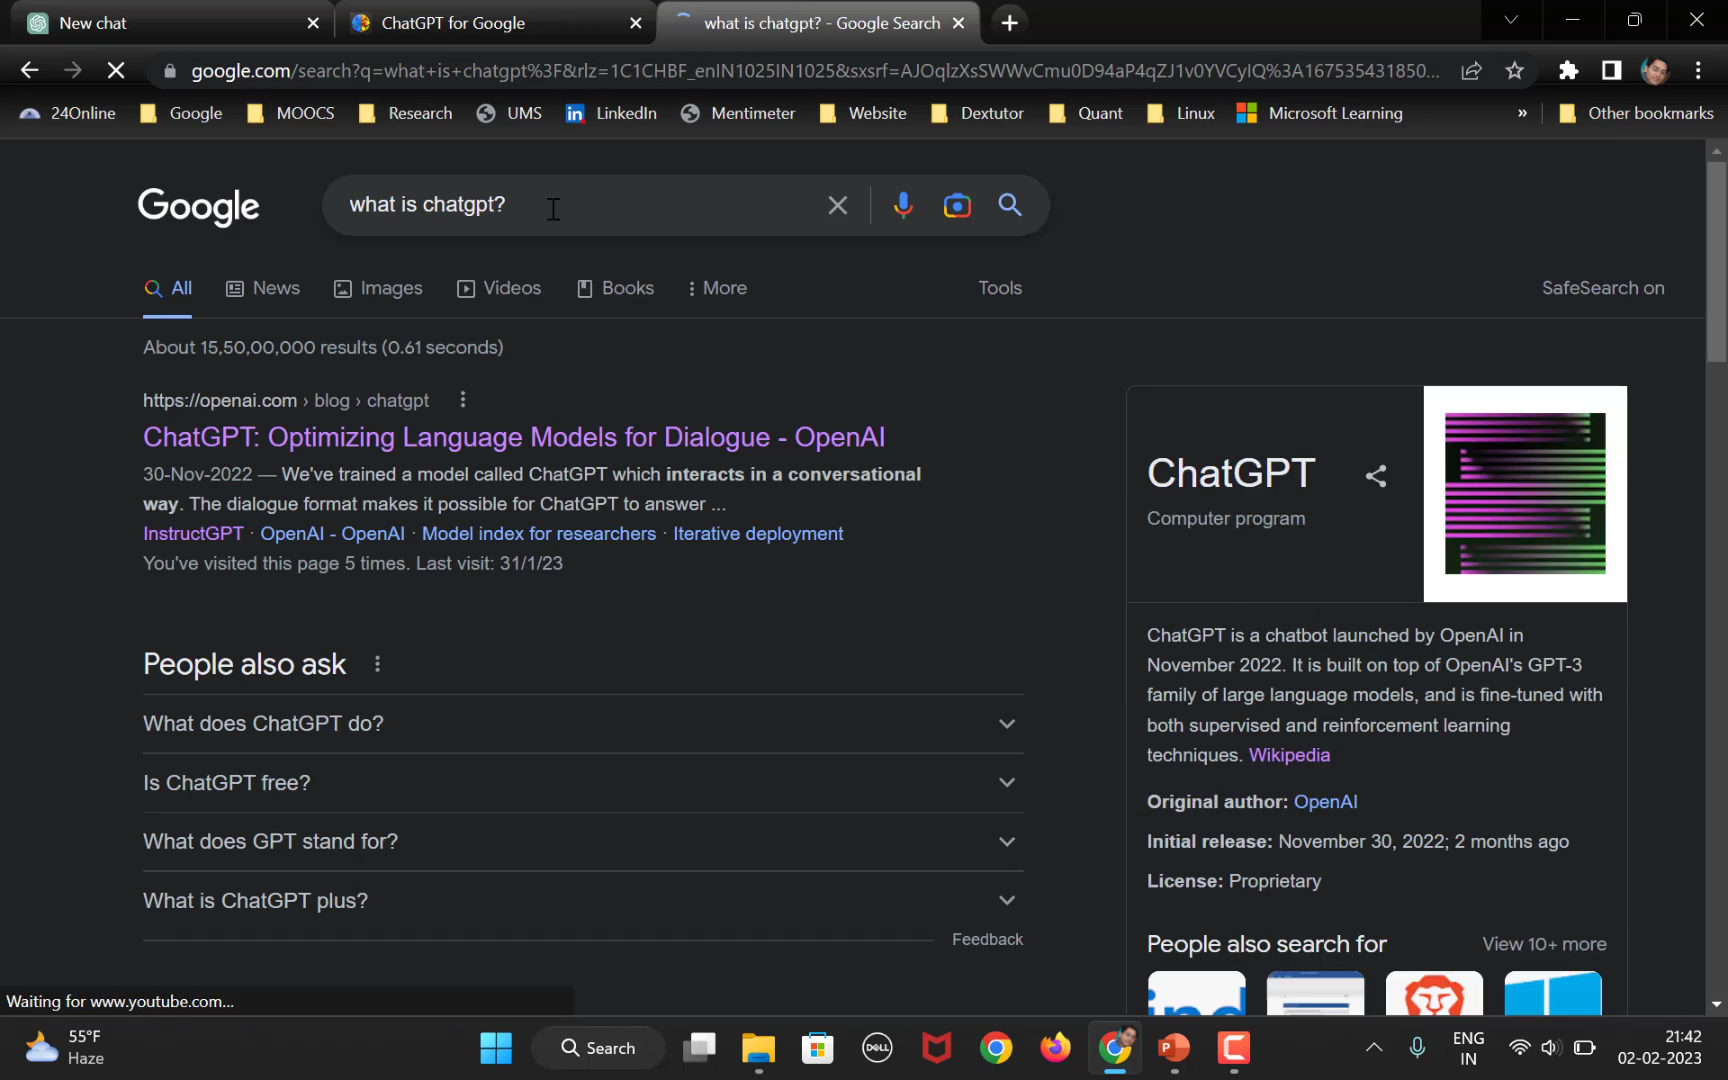 New chat
ChatGPT for Google
what is chatgpt? - Google Search
google.com/search?q=what+is+chatgpt%3F&rlz=1C1CHBF_enIN1025IN1025&sxsrf=AJOqlzXsSWWvCmu0D94aP4qZJ1v0YVCyIQ%3A167535431850...
24Online
Google
MOOCS
Research
UMS
LinkedIn
Mentimeter
Website
Dextutor
Quant
Linux
Microsoft Learning
»
Other bookmarks
Google
what is chatgpt?
All
News
Images
Videos
Books
More
Tools
SafeSearch on
About 15,50,00,000 results (0.61 seconds)
https://openai.com › blog › chatgpt
ChatGPT: Optimizing Language Models for Dialogue - OpenAI
30-Nov-2022 — We've trained a model called ChatGPT which interacts in a conversational
way. The dialogue format makes it possible for ChatGPT to answer ...
InstructGPT · OpenAI - OpenAI · Model index for researchers · Iterative deployment
You've visited this page 5 times. Last visit: 31/1/23
People also ask
What does ChatGPT do?
Is ChatGPT free?
What does GPT stand for?
What is ChatGPT plus?
Feedback
ChatGPT
Computer program
ChatGPT is a chatbot launched by OpenAI in
November 2022. It is built on top of OpenAI's GPT-3
family of large language models, and is fine-tuned with
both supervised and reinforcement learning
techniques. Wikipedia
Original author: OpenAI
Initial release: November 30, 2022; 2 months ago
License: Proprietary
People also search for
View 10+ more
Waiting for www.youtube.com...
55°F
Haze
Search
DELL
ENG
IN
21:42
02-02-2023